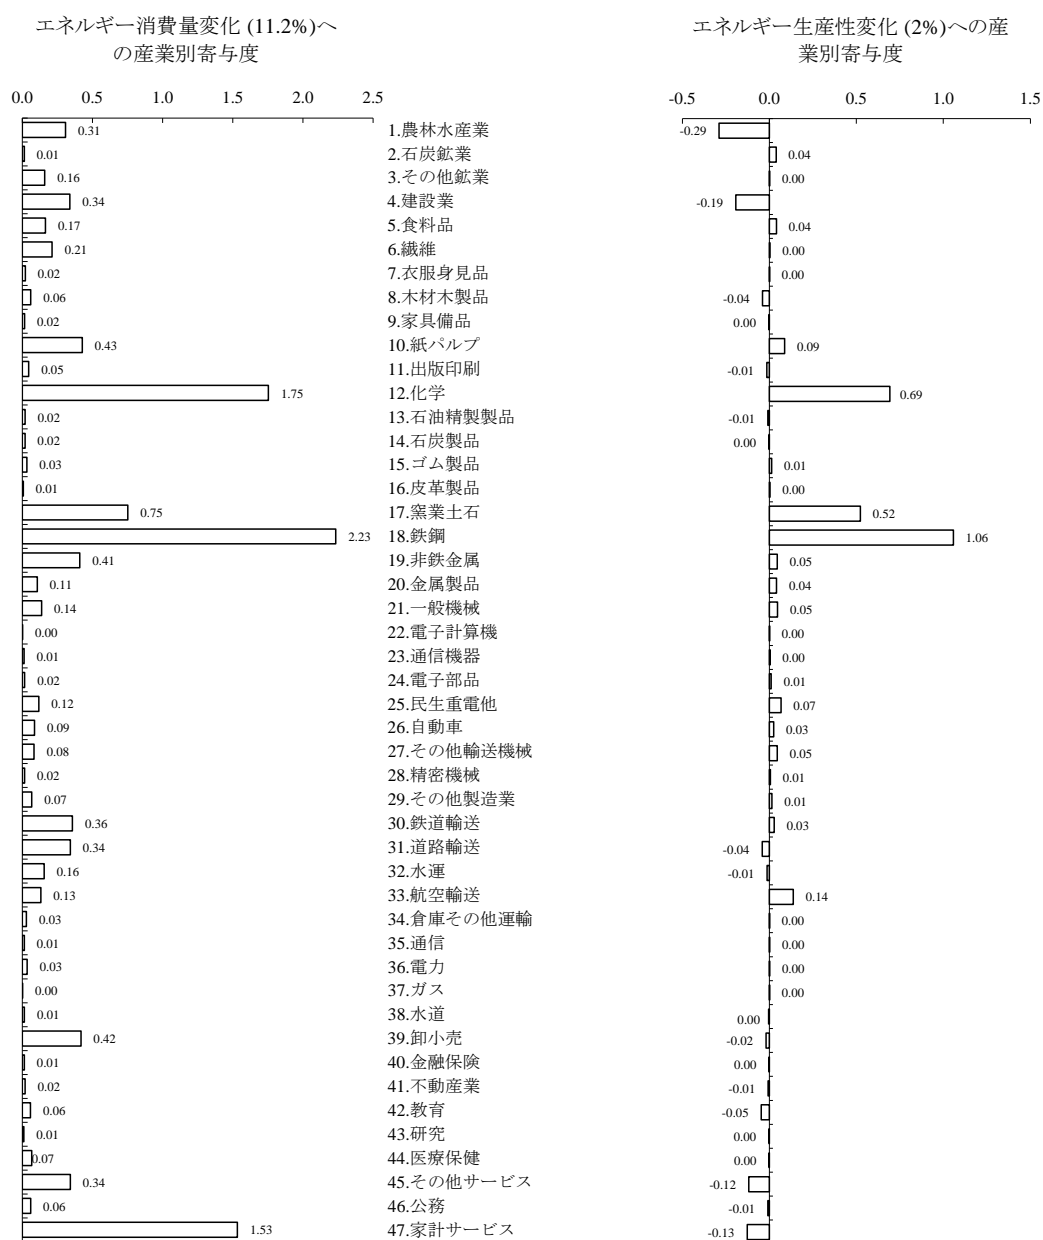 エネルギー消費量変化 (11.2%)へ
の産業別寄与度
エネルギー生産性変化 (2%)への産
業別寄与度
0.0 0.5 1.0 1.5 2.0 2.5
-0.5 0.0 0.5 1.0 1.5
0.31 1.農林水産業 -0.29
0.01 2.石炭鉱業 0.04
0.16 3.その他鉱業 0.00
0.34 4.建設業 -0.19
0.17 5.食料品 0.04
0.21 6.繊維 0.00
0.02 7.衣服身見品 0.00
0.06 8.木材木製品 -0.04
0.02 9.家具備品 0.00
0.43 10.紙パルプ 0.09
0.05 11.出版印刷 -0.01
1.75 12.化学 0.69
0.02 13.石油精製製品 -0.01
0.02 14.石炭製品 0.00
0.03 15.ゴム製品 0.01
0.01 16.皮革製品 0.00
0.75 17.窯業土石 0.52
2.23 18.鉄鋼 1.06
0.41 19.非鉄金属 0.05
0.11 20.金属製品 0.04
0.14 21.一般機械 0.05
0.00 22.電子計算機 0.00
0.01 23.通信機器 0.00
0.02 24.電子部品 0.01
0.12 25.民生重電他 0.07
0.09 26.自動車 0.03
0.08 27.その他輸送機械 0.05
0.02 28.精密機械 0.01
0.07 29.その他製造業 0.01
0.36 30.鉄道輸送 0.03
0.34 31.道路輸送 -0.04
0.16 32.水運 -0.01
0.13 33.航空輸送 0.14
0.03 34.倉庫その他運輸 0.00
0.01 35.通信 0.00
0.03 36.電力 0.00
0.00 37.ガス 0.00
0.01 38.水道 0.00
0.42 39.卸小売 -0.02
0.01 40.金融保険 0.00
0.02 41.不動産業 -0.01
0.06 42.教育 -0.05
0.01 43.研究 0.00
0.07 44.医療保健 0.00
0.34 45.その他サービス -0.12
0.06 46.公務 -0.01
1.53 47.家計サービス -0.13